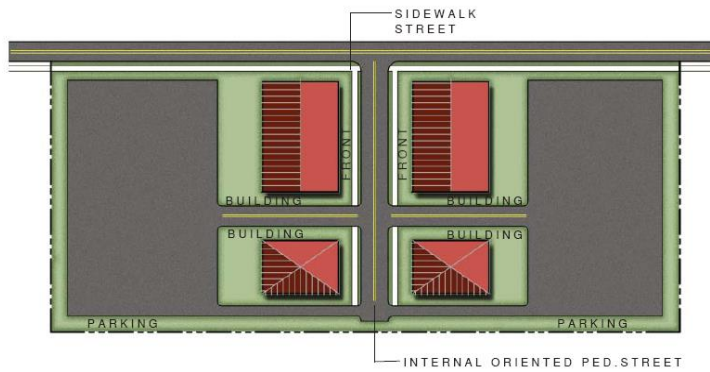 SIDEWALK
STREET
FRONT
FRONT
BUILDING
BUILDING
BUILDING
BUILDING
PARKING
PARKING
INTERNAL ORIENTED PED.STREET